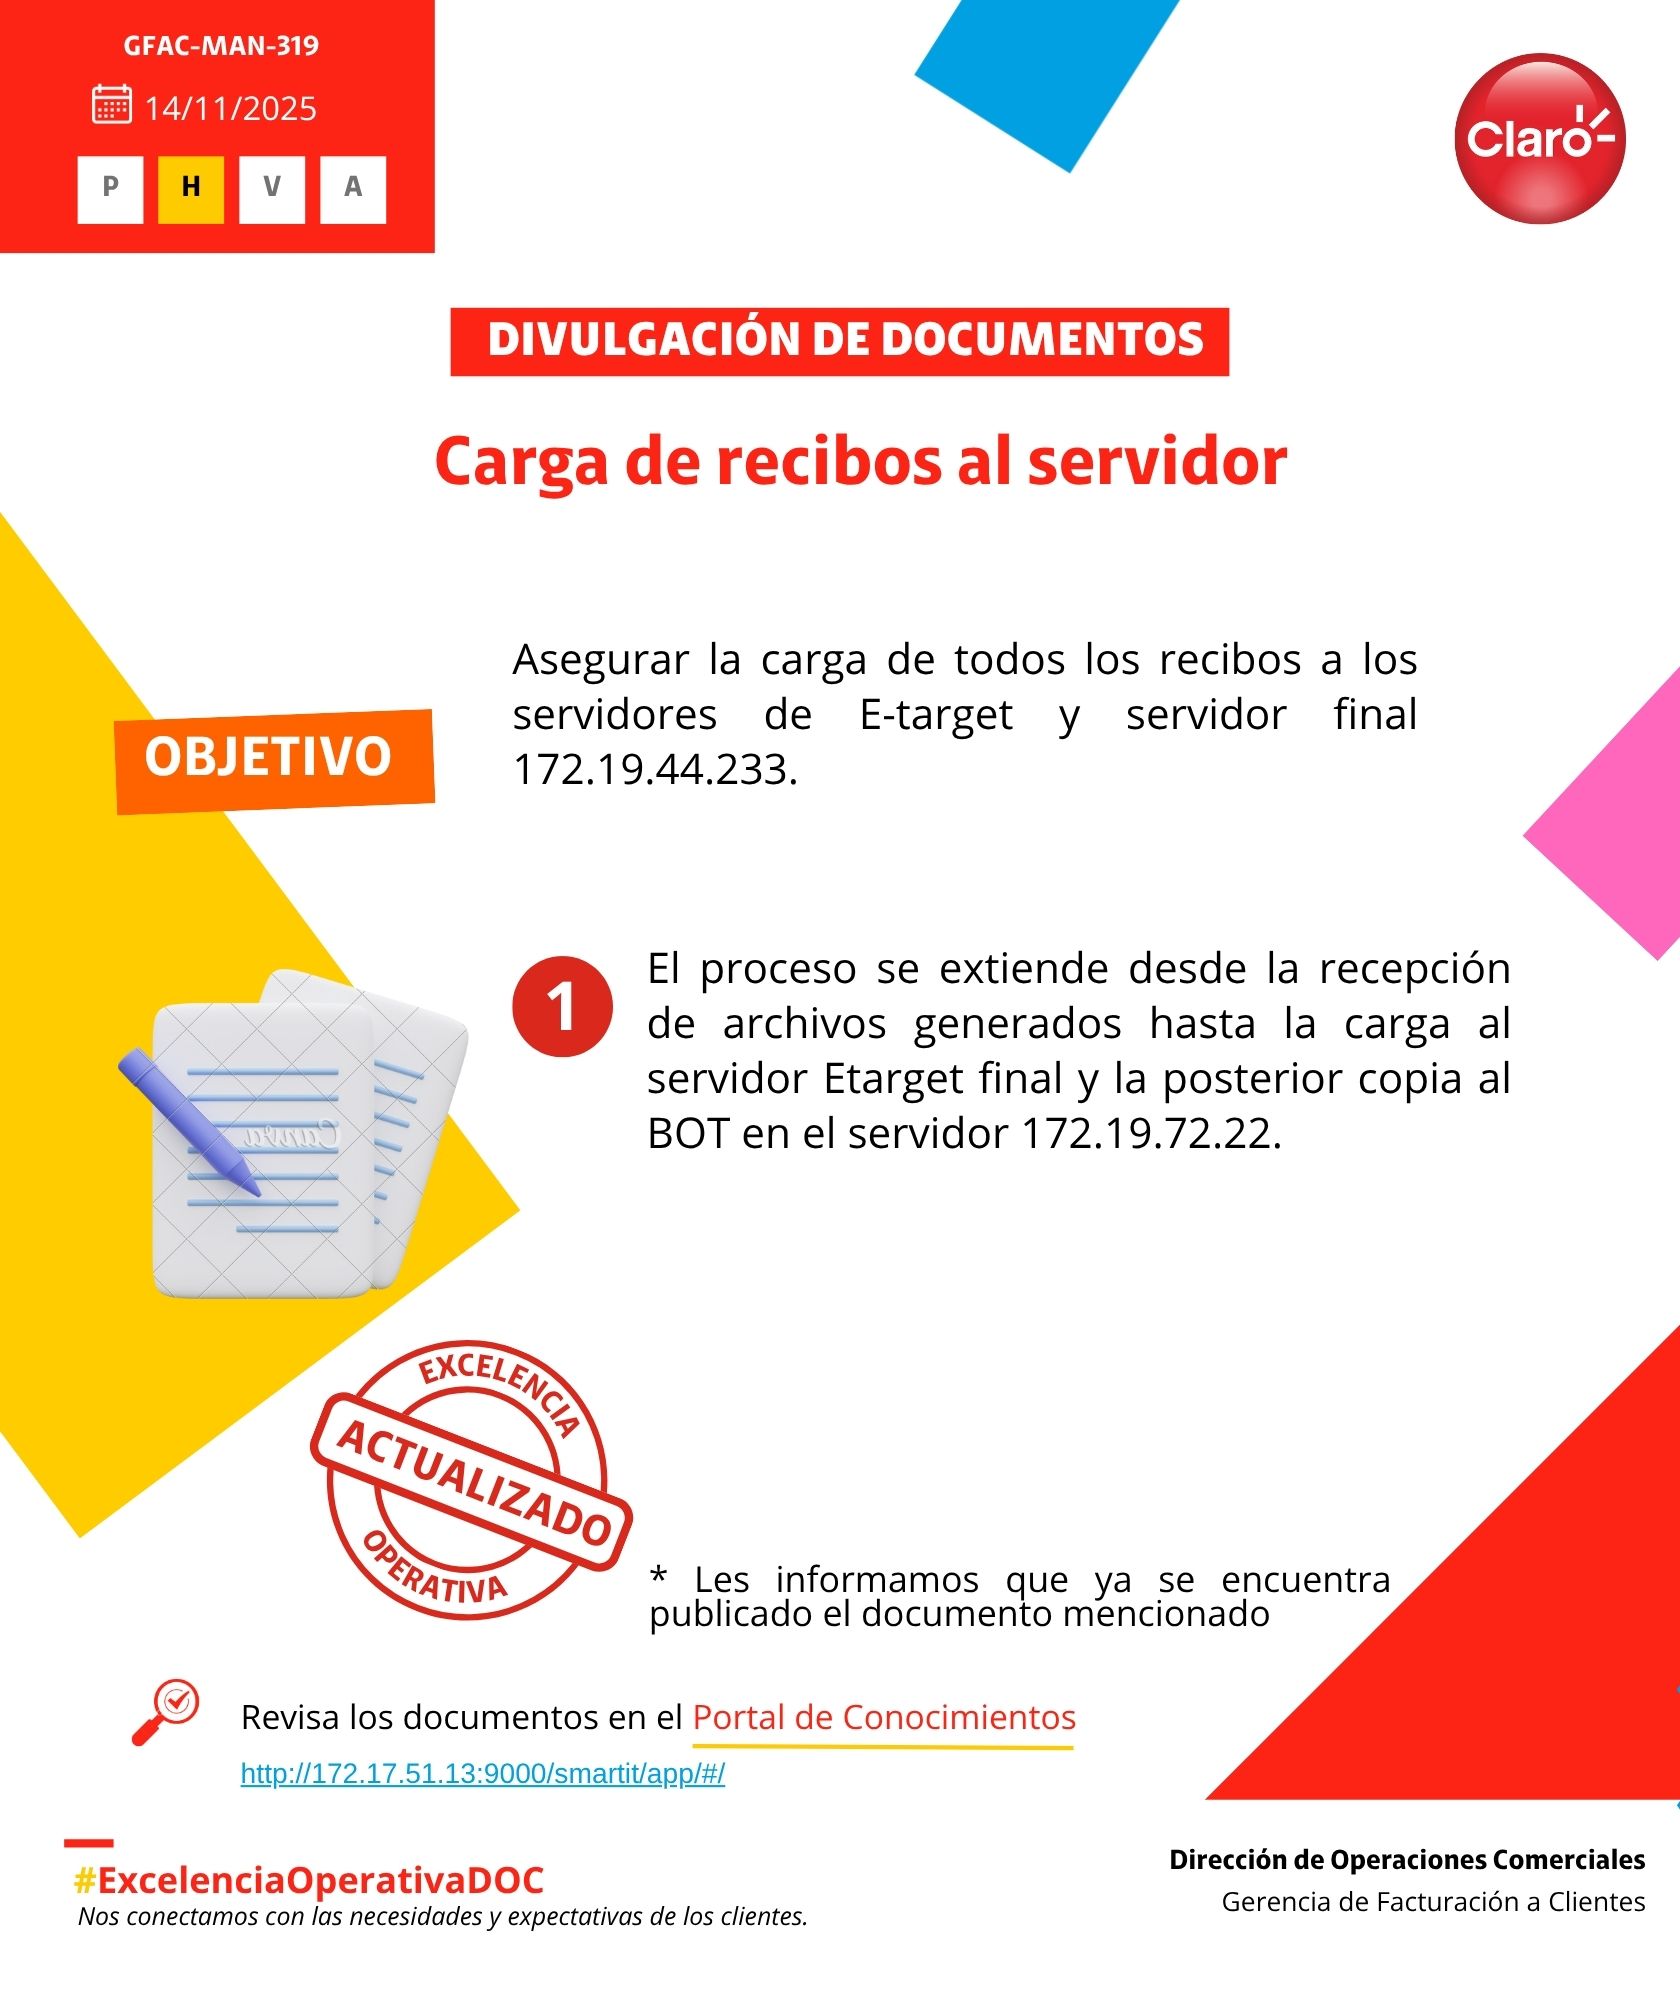 GFAC-MAN-319
14/11/2025
P H V A
Claro
DIVULGACIÓN DE DOCUMENTOS
Carga de recibos al servidor
OBJETIVO
Asegurar la carga de todos los recibos a los
servidores de E-target y servidor final
172.19.44.233.
1
El proceso se extiende desde la recepción
de archivos generados hasta la carga al
servidor Etarget final y la posterior copia al
BOT en el servidor 172.19.72.22.
Canva
EXCELENCIA
ACTUALIZADO
OPERATIVA
* Les informamos que ya se encuentra
publicado el documento mencionado
Revisa los documentos en el Portal de Conocimientos
http://172.17.51.13:9000/smartit/app/#/
#ExcelenciaOperativaDOC
Nos conectamos con las necesidades y expectativas de los clientes.
Dirección de Operaciones Comerciales
Gerencia de Facturación a Clientes